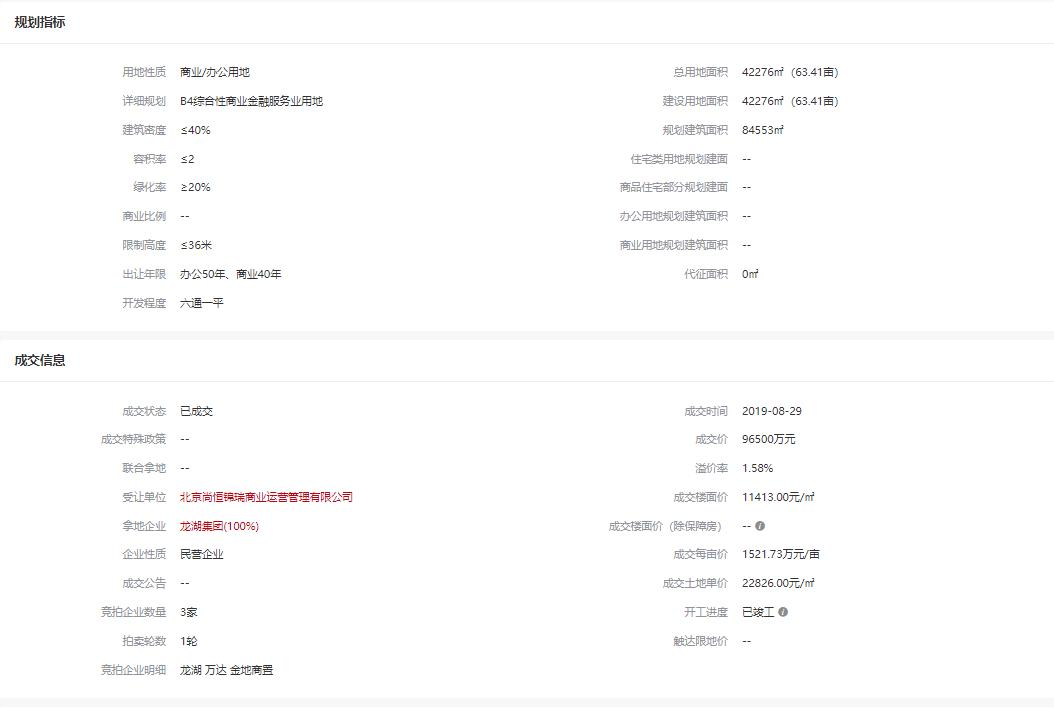 规划指标
用地性质 商业/办公用地 总用地面积 42276㎡ (63.41亩)
详细规划 B4综合性商业金融服务业用地 建设用地面积 42276㎡ (63.41亩)
建筑密度 ≤40% 规划建筑面积 84553㎡
容积率 ≤2 住宅类用地规划建面 --
绿化率 ≥20% 商品住宅部分规划建面 --
商业比例 -- 办公用地规划建筑面积 --
限制高度 ≤36米 商业用地规划建筑面积 --
出让年限 办公50年、商业40年 代征面积 0㎡
开发程度 六通一平
成交信息
成交状态 已成交 成交时间 2019-08-29
成交特殊政策 -- 成交价 96500万元
联合拿地 -- 溢价率 1.58%
受让单位 北京尚恒锦瑞商业运营管理有限公司 成交楼面价 11413.00元/㎡
拿地企业 龙湖集团(100%) 成交楼面价（除保障房） --
企业性质 民营企业 成交每亩价 1521.73万元/亩
成交公告 -- 成交土地单价 22826.00元/㎡
竞拍企业数量 3家 开工进度 已竣工
拍卖轮数 1轮 触达限地价 --
竞拍企业明细 龙湖 万达 金地商置